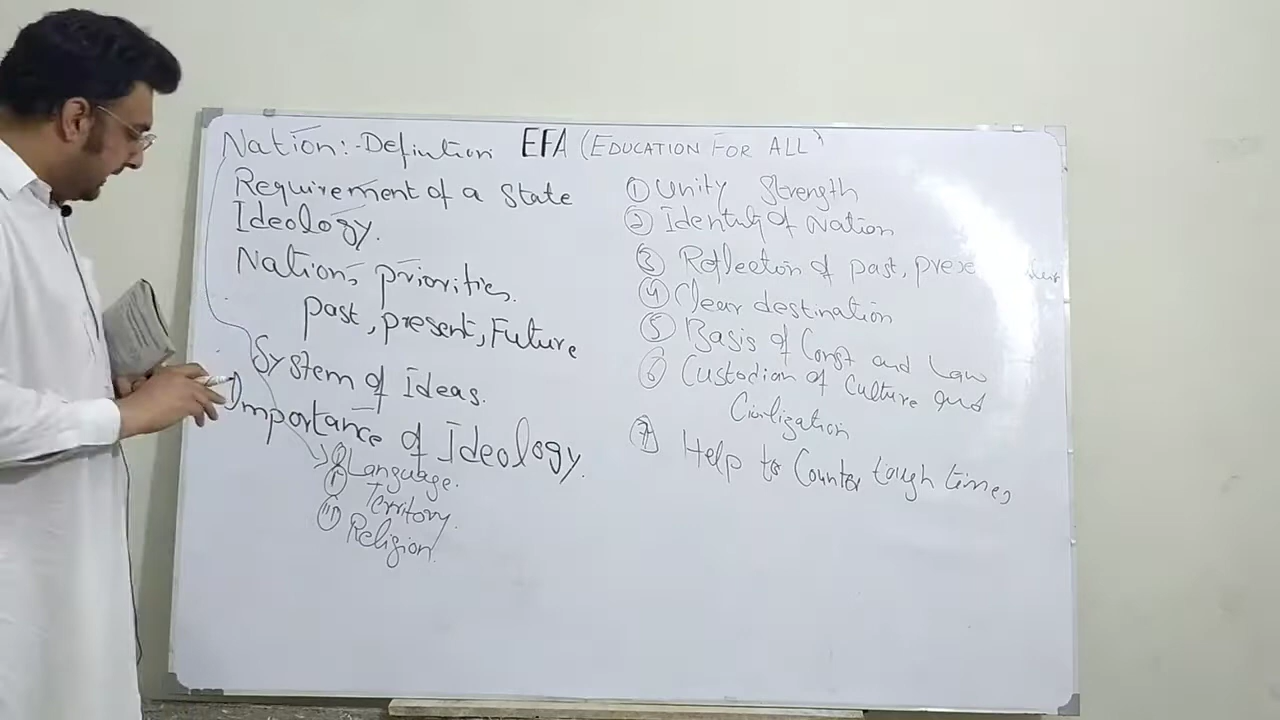 Nation:-Definition EFA (EDUCATION FOR ALL)
Requirement of a State
Ideology.
Nation, priorities.
past, present, Future
System of Ideas.
Importance of Ideology.
Language.
Territory.
Religion.
① Unity Strength
② Identity of Nation
③ Reflection of past,
④ Clear destination
⑤ Basis of Const and Law
⑥ Custodian of Culture and
Civilization
⑦ Help to Counter tough times